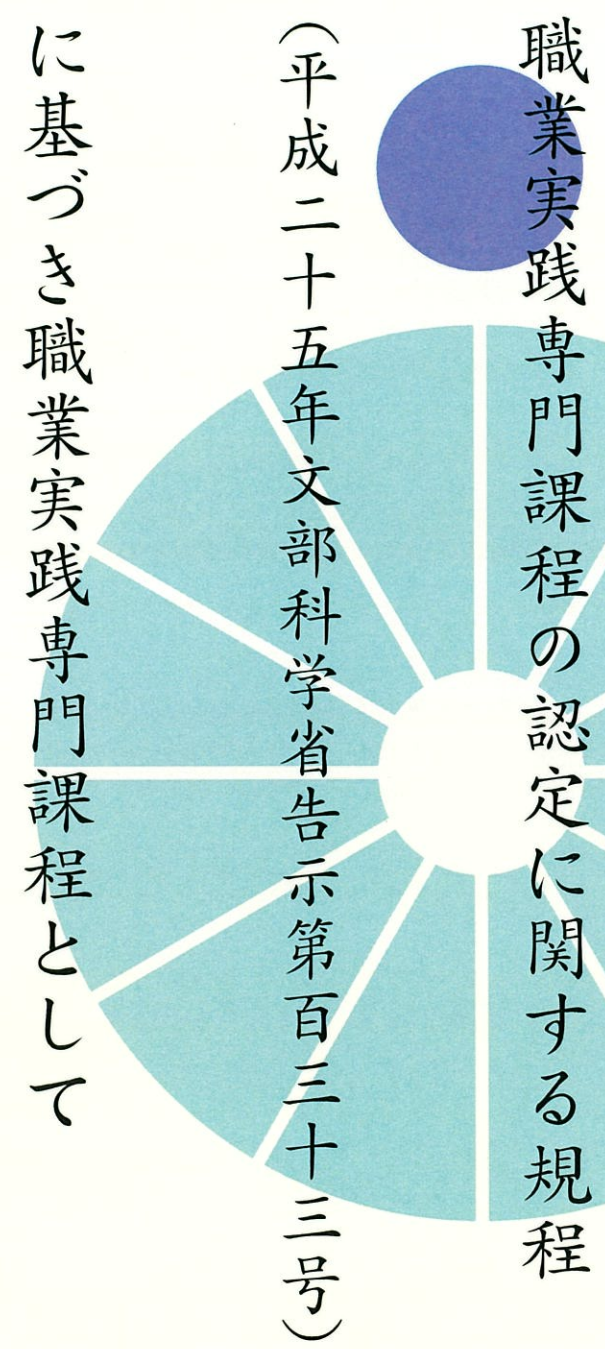 職業実践専門課程の認定に関する規程
（平成二十五年文部科学省告示第百三十三号）
に基づき職業実践専門課程として